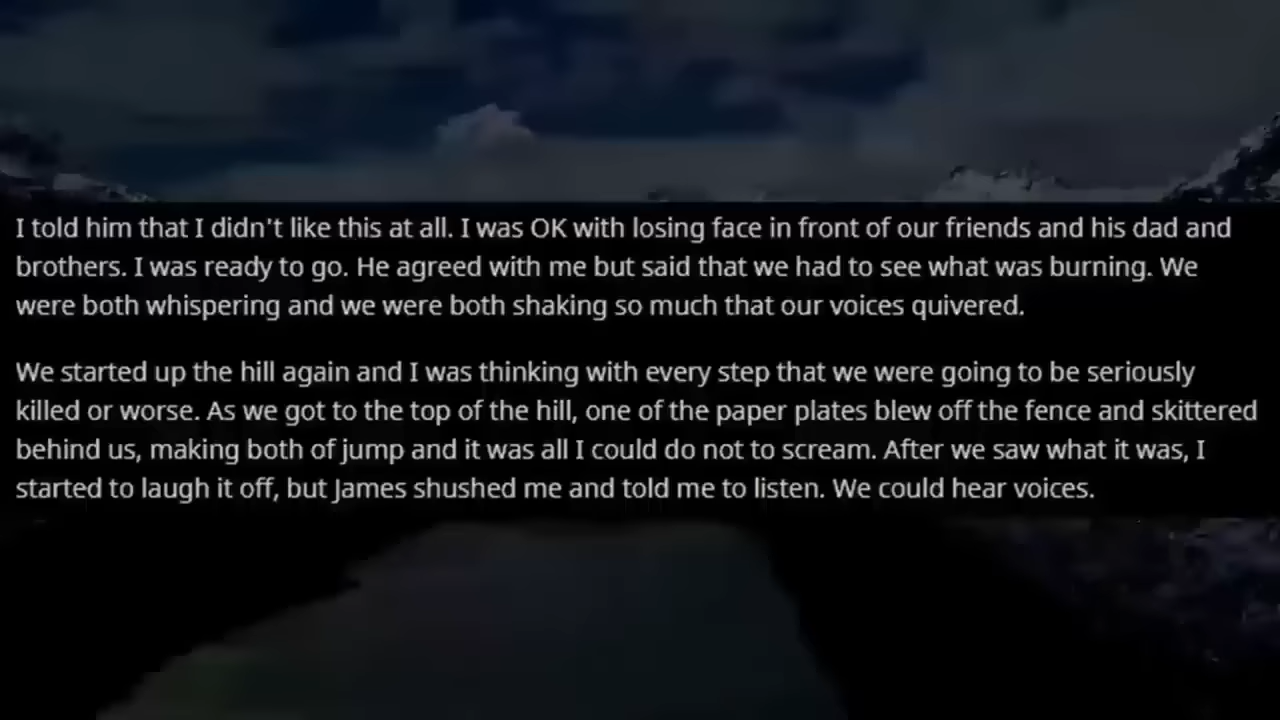 I told him that I didn't like this at all. I was OK with losing face in front of our friends and his dad and
brothers. I was ready to go. He agreed with me but said that we had to see what was burning. We
were both whispering and we were both shaking so much that our voices quivered.
We started up the hill again and I was thinking with every step that we were going to be seriously
killed or worse. As we got to the top of the hill, one of the paper plates blew off the fence and skittered
behind us, making both of jump and it was all I could do not to scream. After we saw what it was, I
started to laugh it off, but James shushed me and told me to listen. We could hear voices.